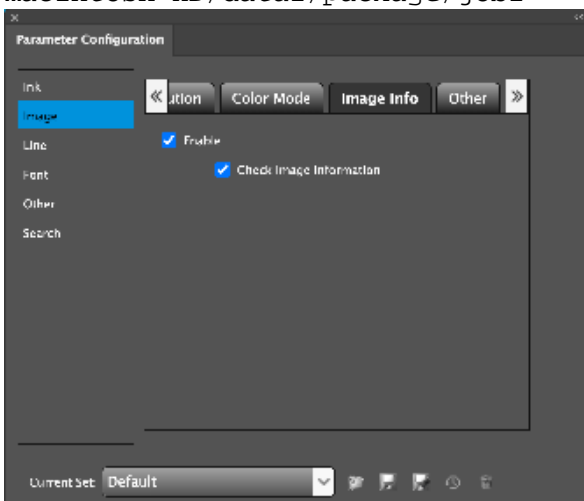 Parameter Configuration
Ink
Image
Line
Font
Other
Search
ution Color Mode Image Info Other
Enable
Check Image Information
Current Set: Default